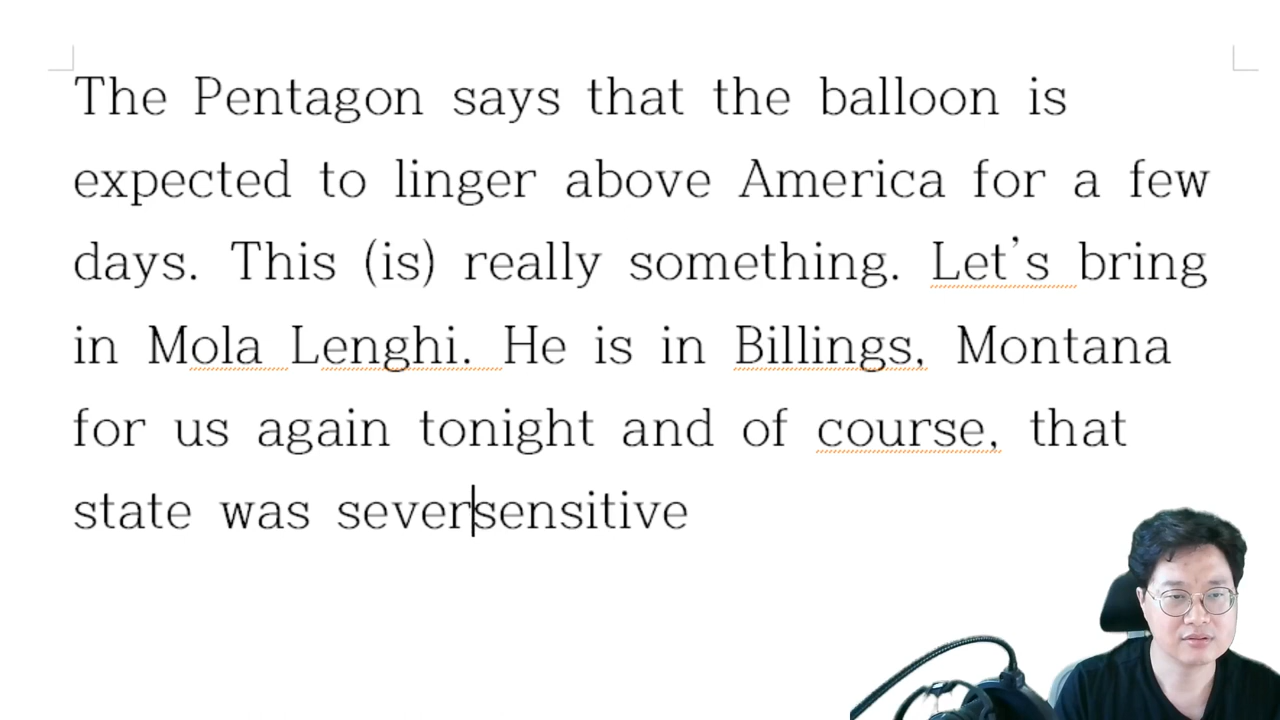 The Pentagon says that the balloon is
expected to linger above America for a few
days. This (is) really something. Let's bring
in Mola Lenghi. He is in Billings, Montana
for us again tonight and of course, that
state was seversensitive